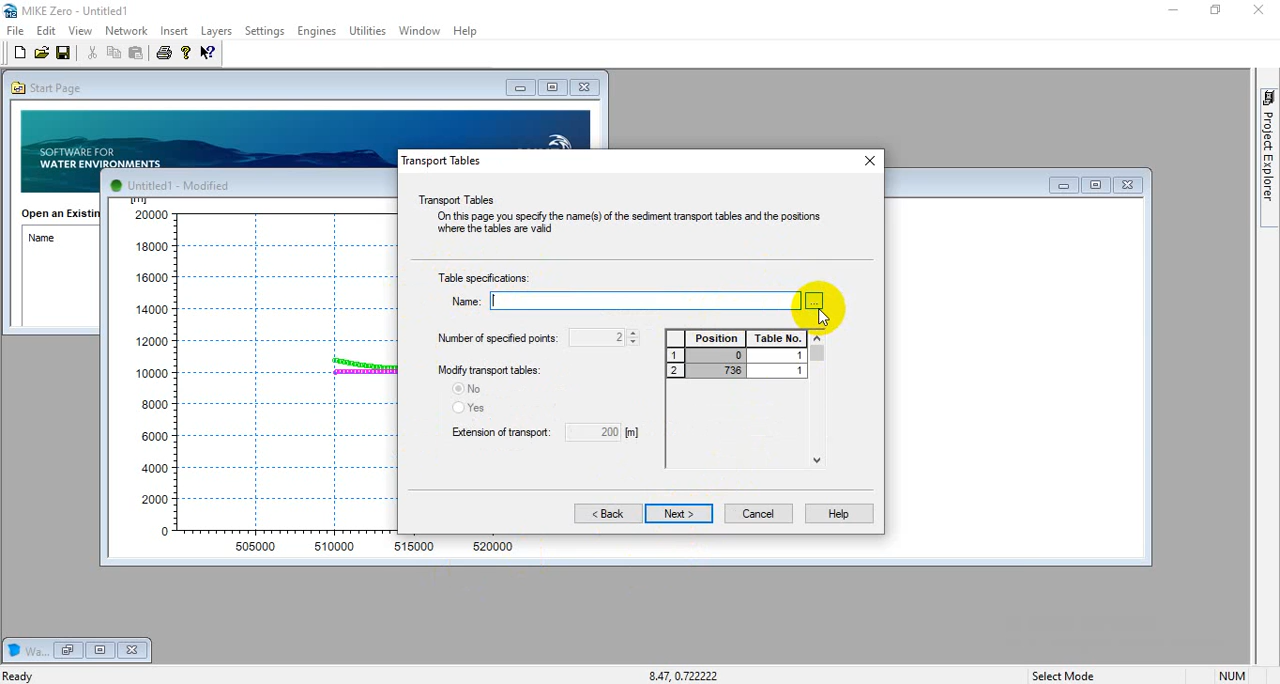 MIKE Zero - Untitled1
File Edit View Network Insert Layers Settings Engines Utilities Window Help
Start Page
SOFTWARE FOR
WATER ENVIRONMENTS
Open an Existin
Name
Untitled1 - Modified
[m]
20000
18000
16000
14000
12000
10000
8000
6000
4000
2000
0
505000 510000 515000 520000
Transport Tables
Transport Tables
On this page you specify the name(s) of the sediment transport tables and the positions
where the tables are valid
Table specifications:
Name: ...
Number of specified points: 2
Modify transport tables:
No
Yes
Extension of transport: 200 [m]
Position Table No.
1 0 1
2 736 1
< Back Next > Cancel Help
Project Explorer
Wa...
Ready 8.47, 0.722222 Select Mode NUM